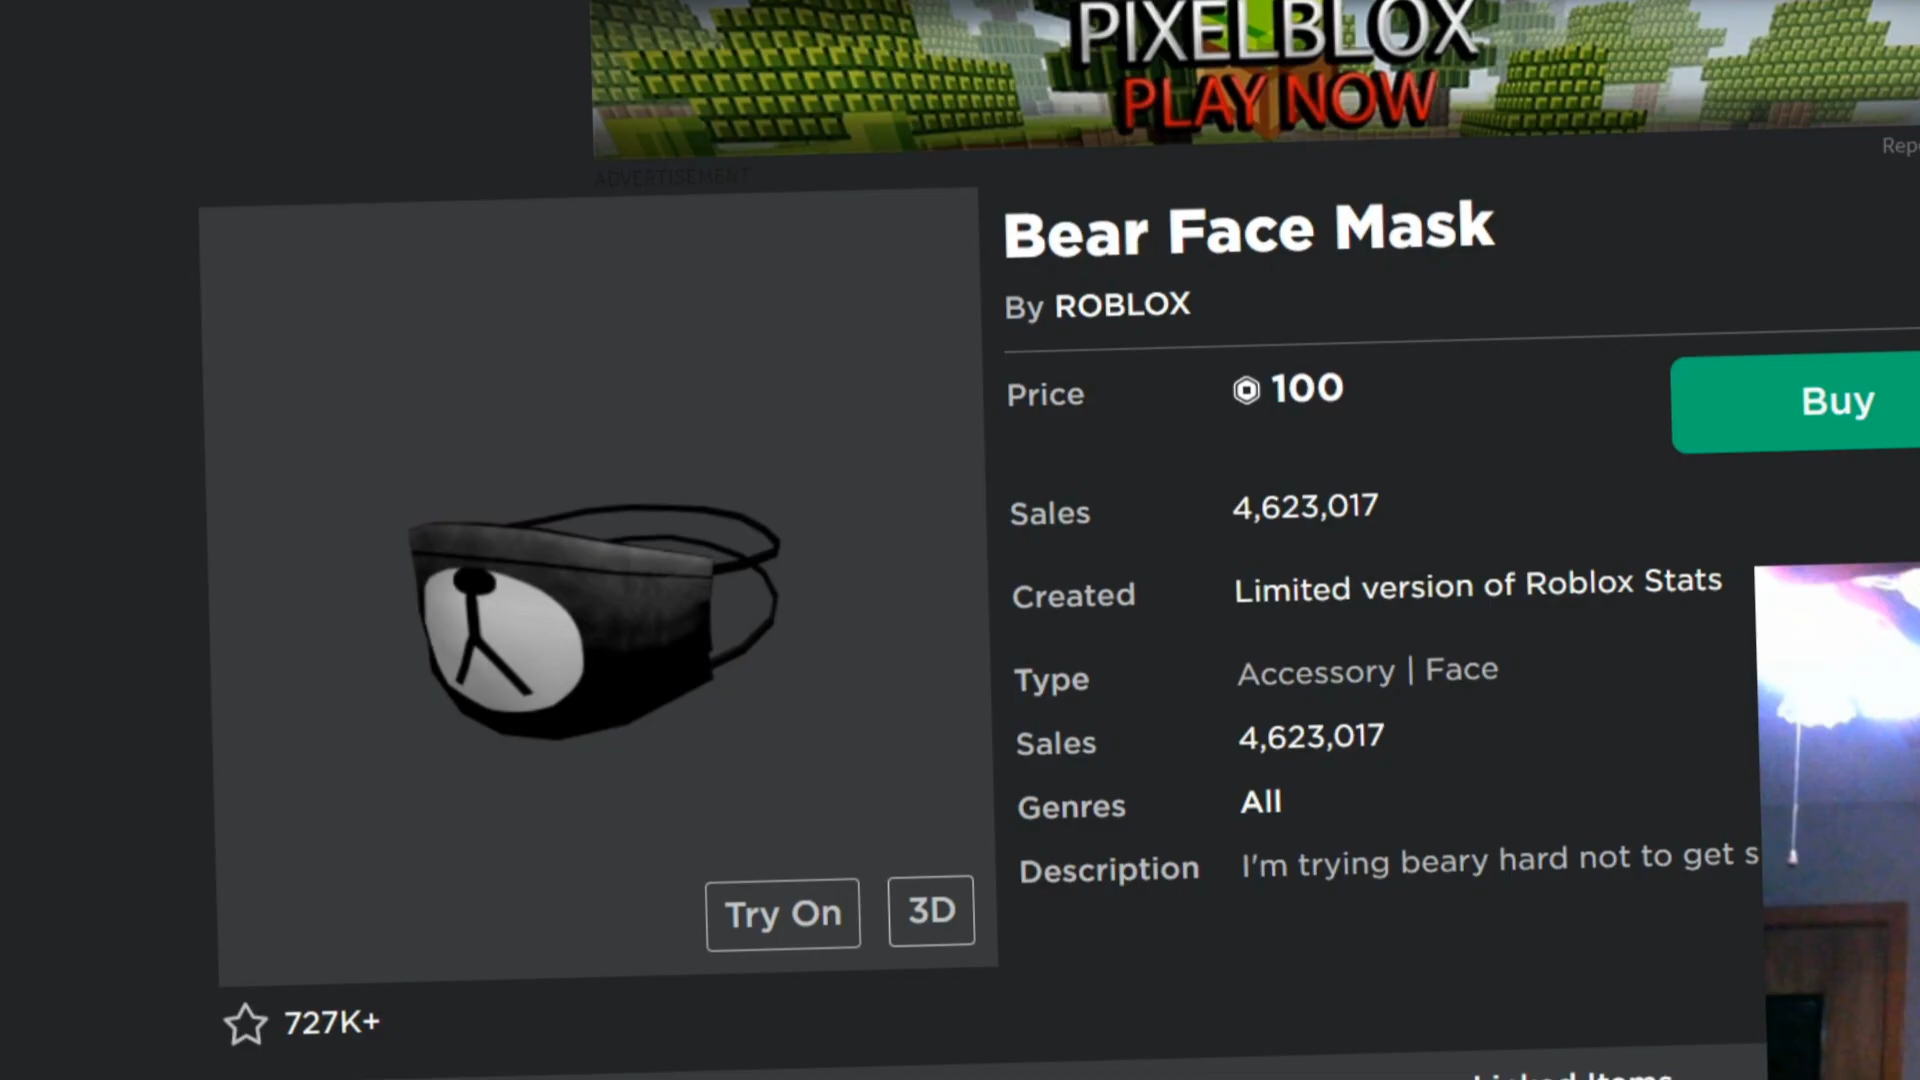 PIXELBLOX
PLAY NOW
ADVERTISEMENT
Bear Face Mask
By ROBLOX
Price 100
Buy
Sales 4,623,017
Created Limited version of Roblox Stats
Type Accessory | Face
Sales 4,623,017
Genres All
Description I'm trying beary hard not to get s
Try On
3D
727K+